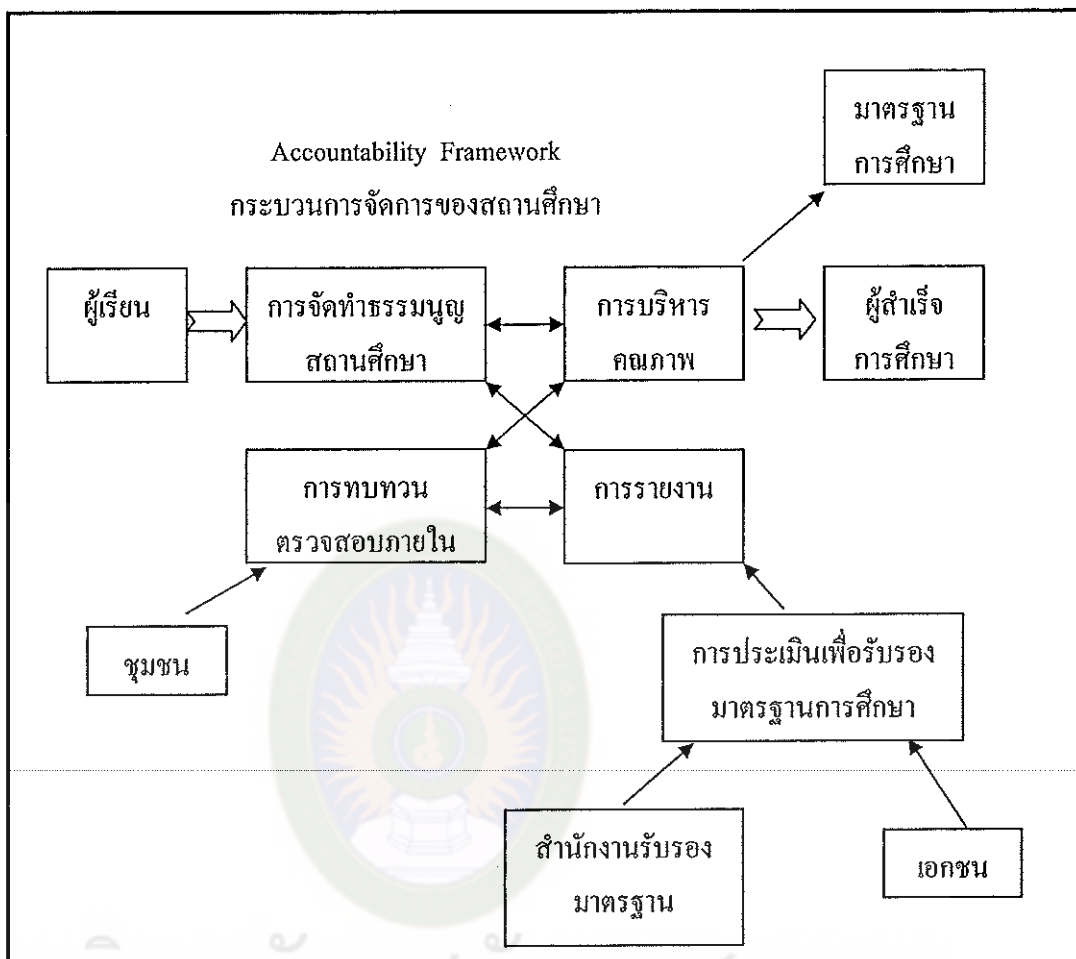 มาตรฐาน
การศึกษา
Accountability Framework
กระบวนการจัดการของสถานศึกษา
ผู้เรียน
การจัดทำธรรมนูญ
สถานศึกษา
การบริหาร
คณภาพ
ผู้สำเร็จ
การศึกษา
การทบทวน
ตรวจสอบภายใน
การรายงาน
ชุมชน
การประเมินเพื่อรับรอง
มาตรฐานการศึกษา
สำนักงานรับรอง
มาตรฐาน
เอกชน